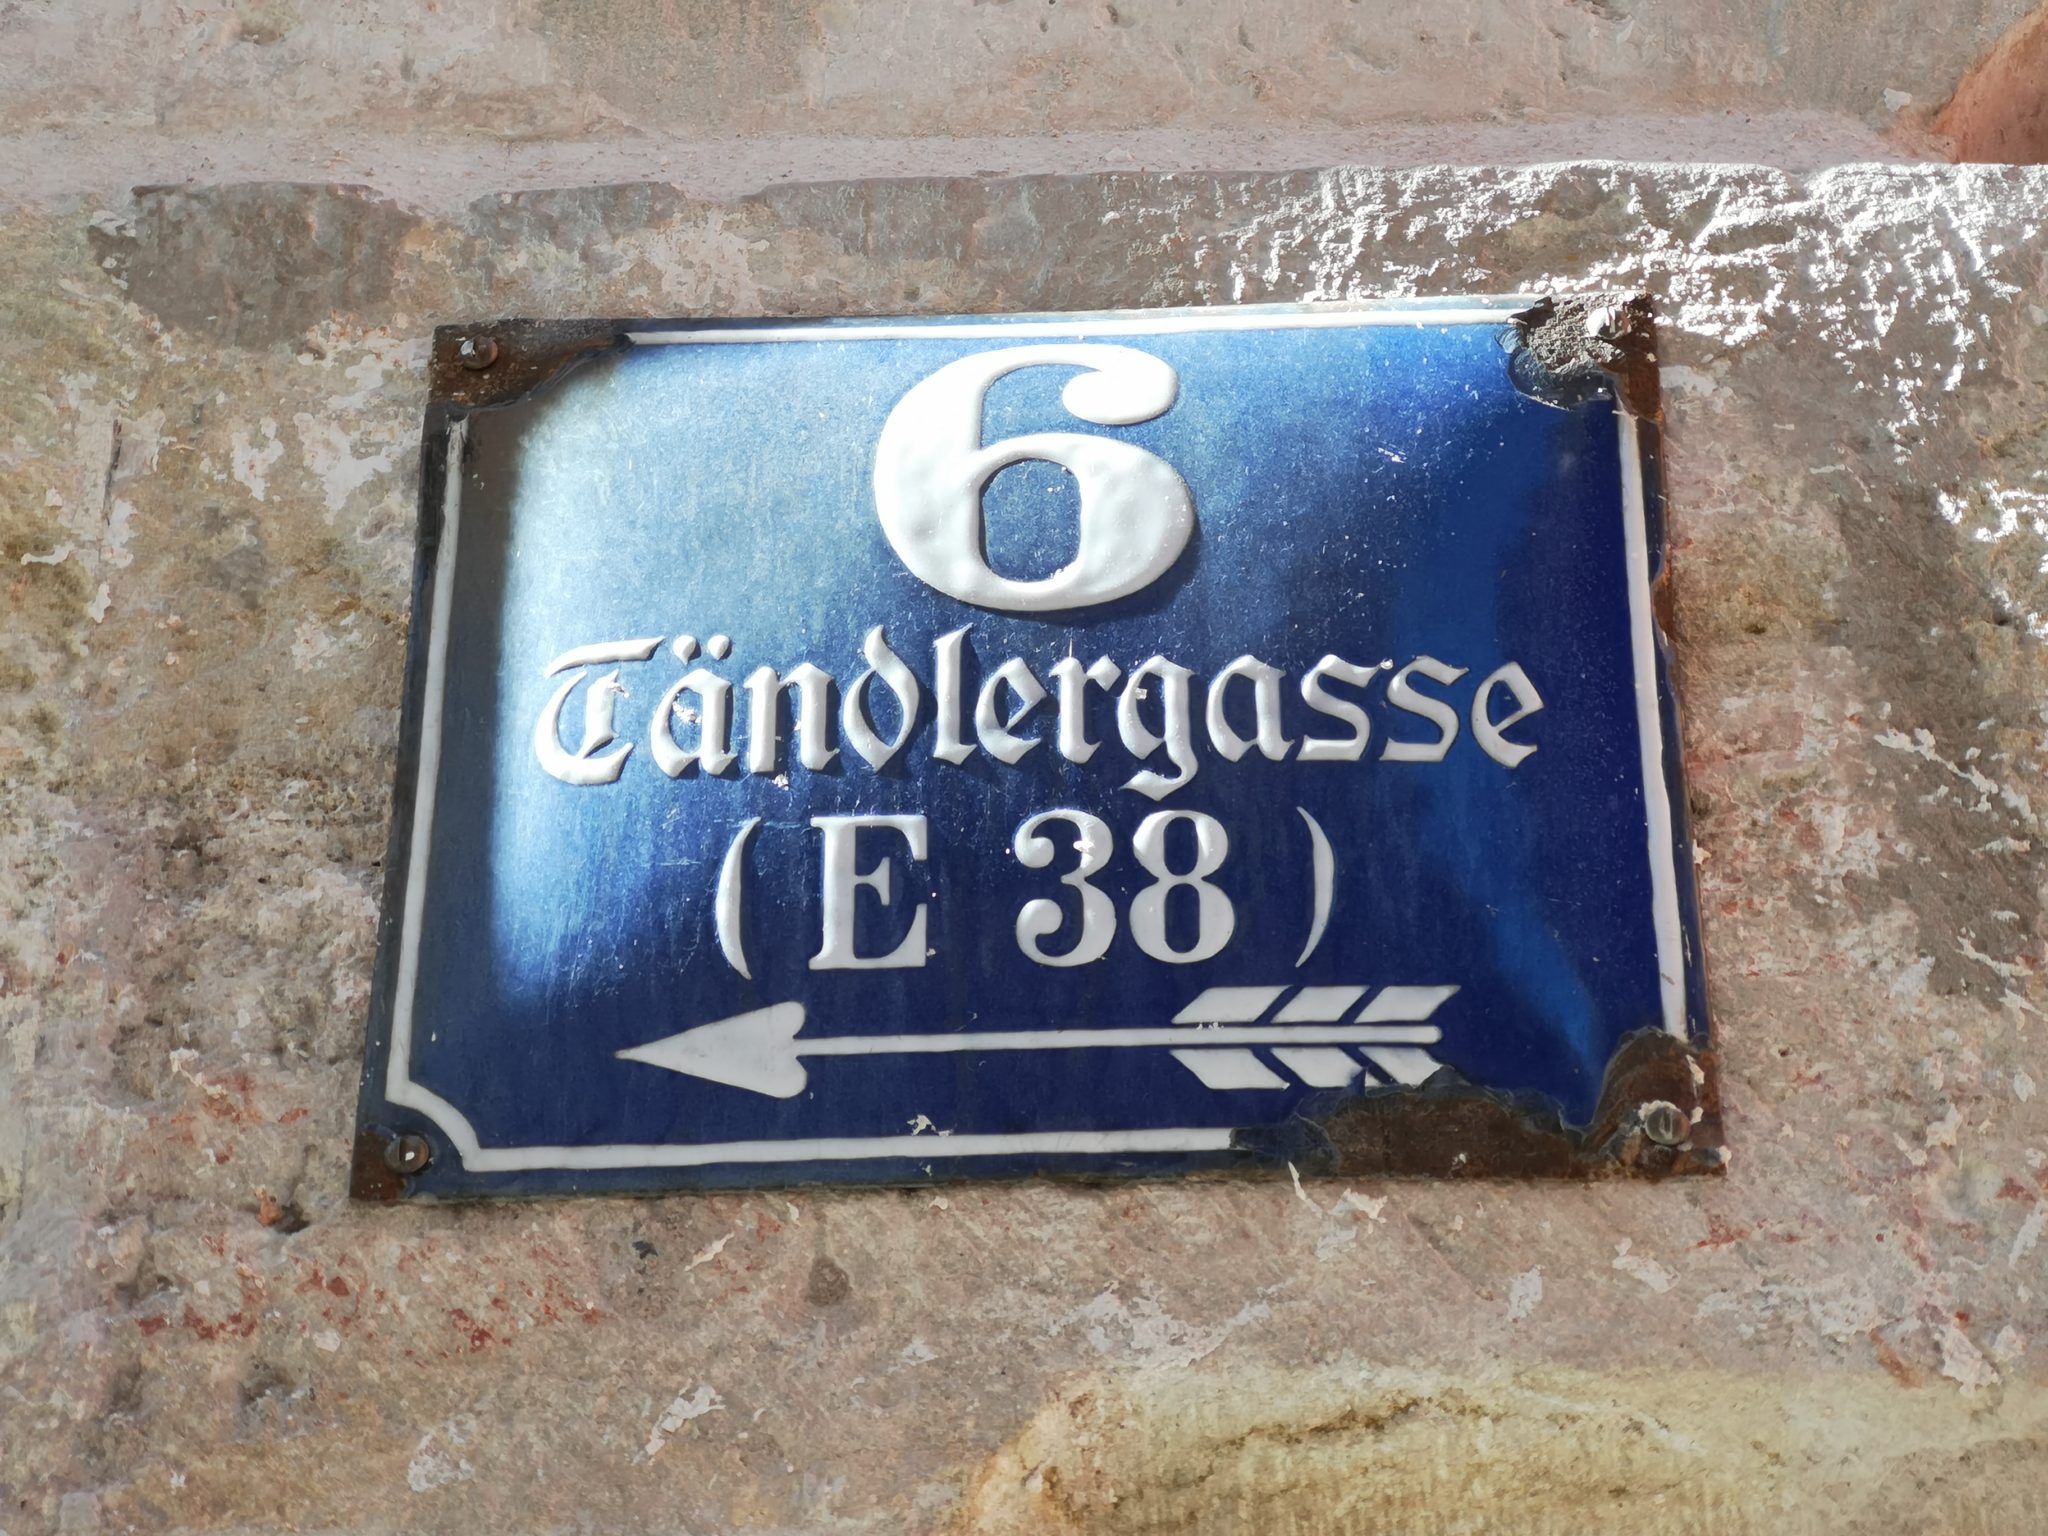 6
Tändlergasse
( E 38 )